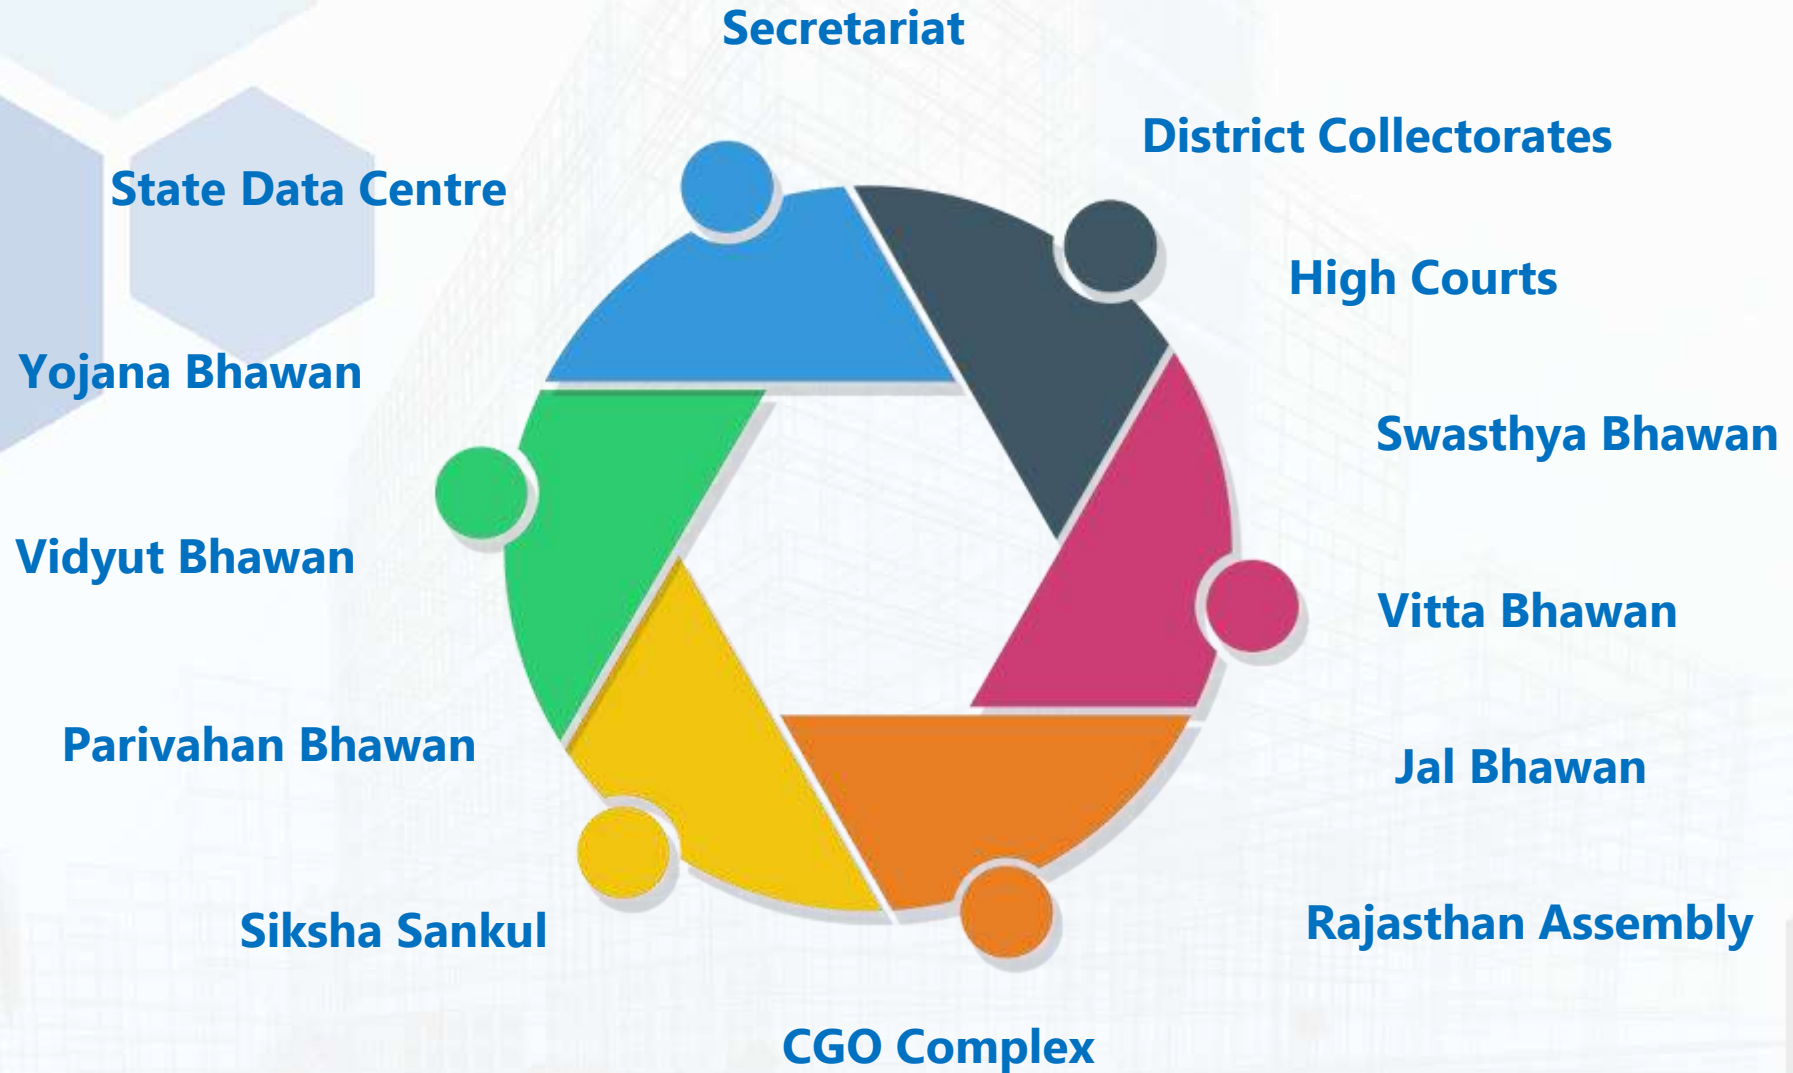 Secretariat
District Collectorates
State Data Centre
High Courts
Yojana Bhawan
Swasthya Bhawan
Vidyut Bhawan
Vitta Bhawan
Parivahan Bhawan
Jal Bhawan
Siksha Sankul
Rajasthan Assembly
CGO Complex